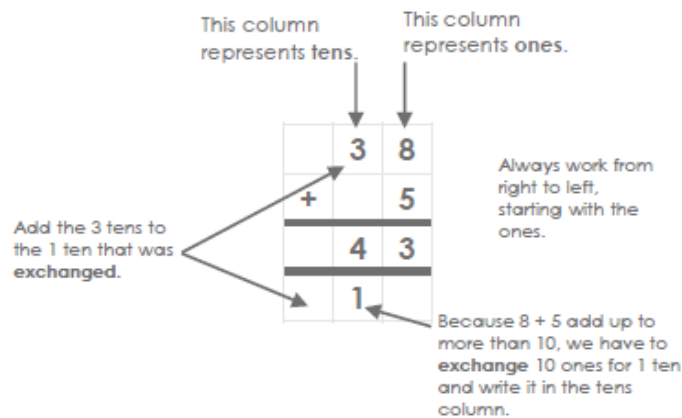 This column
represents tens.
This column
represents ones.
3 8
+ 5
4 3
1
Always work from
right to left,
starting with the
ones.
Add the 3 tens to
the 1 ten that was
exchanged.
Because 8 + 5 add up to
more than 10, we have to
exchange 10 ones for 1 ten
and write it in the tens
column.